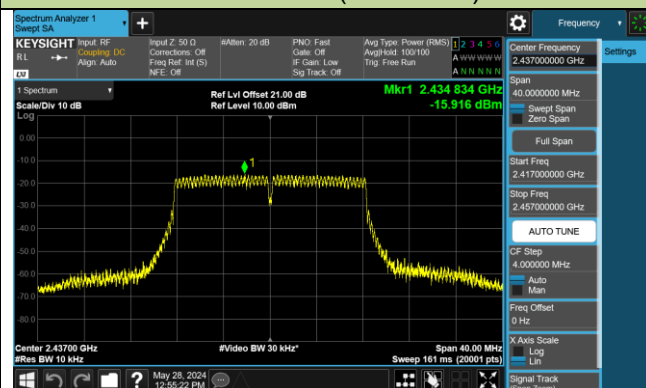 Spectrum Analyzer 1
Swept SA
Frequency
KEYSIGHT
RL
LXI
Input: RF
Coupling: DC
Align: Auto
Input Z: 50 Ω
Corrections: Off
Freq Ref: Int (S)
NFE: Off
#Atten: 20 dB
PNO: Fast
Gate: Off
IF Gain: Low
Sig Track: Off
Avg Type: Power (RMS)
Avg|Hold: 100/100
Trig: Free Run
1 2 3 4 5 6
A W W W W W
A N N N N N
Center Frequency
2.437000000 GHz
Settings
Span
40.0000000 MHz
Swept Span
Zero Span
Full Span
Start Freq
2.417000000 GHz
Stop Freq
2.457000000 GHz
AUTO TUNE
CF Step
4.000000 MHz
Auto
Man
Freq Offset
0 Hz
X Axis Scale
Log
Lin
Signal Track
1 Spectrum
Scale/Div 10 dB
Log
Ref Lvl Offset 21.00 dB
Ref Level 10.00 dBm
Mkr1 2.434 834 GHz
-15.916 dBm
1
0.00
-10.0
-20.0
-30.0
-40.0
-50.0
-60.0
-70.0
-80.0
Center 2.43700 GHz
#Res BW 10 kHz
#Video BW 30 kHz*
Span 40.00 MHz
Sweep 161 ms (20001 pts)
May 28, 2024
12:55:22 PM